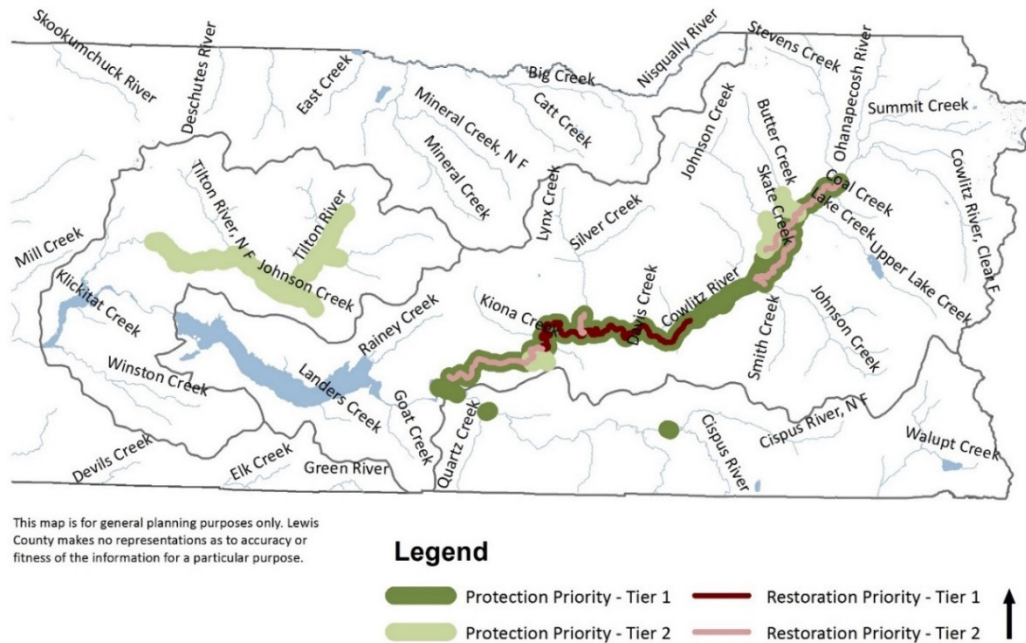 Skookumchuck River
Deschutes River
East Creek
Big Creek
Nisqually River
Stevens Creek
Ohanapecosh River
Summit Creek
Mineral Creek, N F
Catt Creek
Johnson Creek
Butter Creek
Mineral Creek
Cowlitz River, Clear F
Tilton River, N F
Tilton River
Lynx Creek
Silver Creek
Skate Creek
Coal Creek
Lake Creek
Upper Lake Creek
Mill Creek
Klickitat Creek
Johnson Creek
Rainey Creek
Kiona Creek
Davis Creek
Cowlitz River
Smith Creek
Johnson Creek
Winston Creek
Landers Creek
Goat Creek
Quartz Creek
Cispus River
Cispus River, N F
Walupt Creek
Devils Creek
Elk Creek
Green River
This map is for general planning purposes only. Lewis
County makes no representations as to accuracy or
fitness of the information for a particular purpose.
Legend
Protection Priority - Tier 1
Restoration Priority - Tier 1
Protection Priority - Tier 2
Restoration Priority - Tier 2